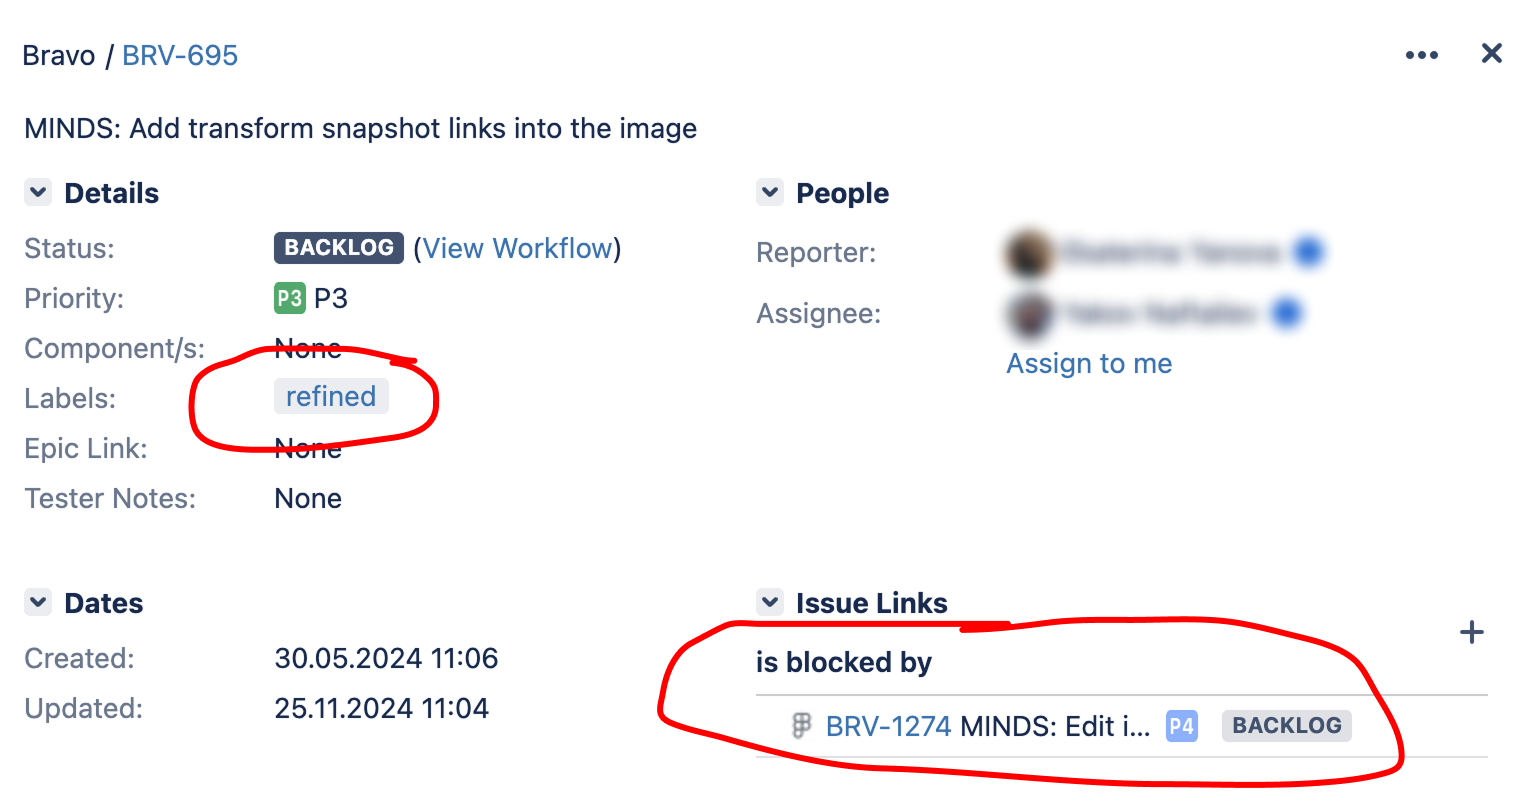 Bravo / BRV-695
MINDS: Add transform snapshot links into the image
Details
Status: BACKLOG (View Workflow)
Priority: P3 P3
Component/s: None
Labels: refined
Epic Link: None
Tester Notes: None
People
Reporter:
Assignee:
Assign to me
Dates
Created: 30.05.2024 11:06
Updated: 25.11.2024 11:04
Issue Links
is blocked by
BRV-1274 MINDS: Edit i... P4 BACKLOG